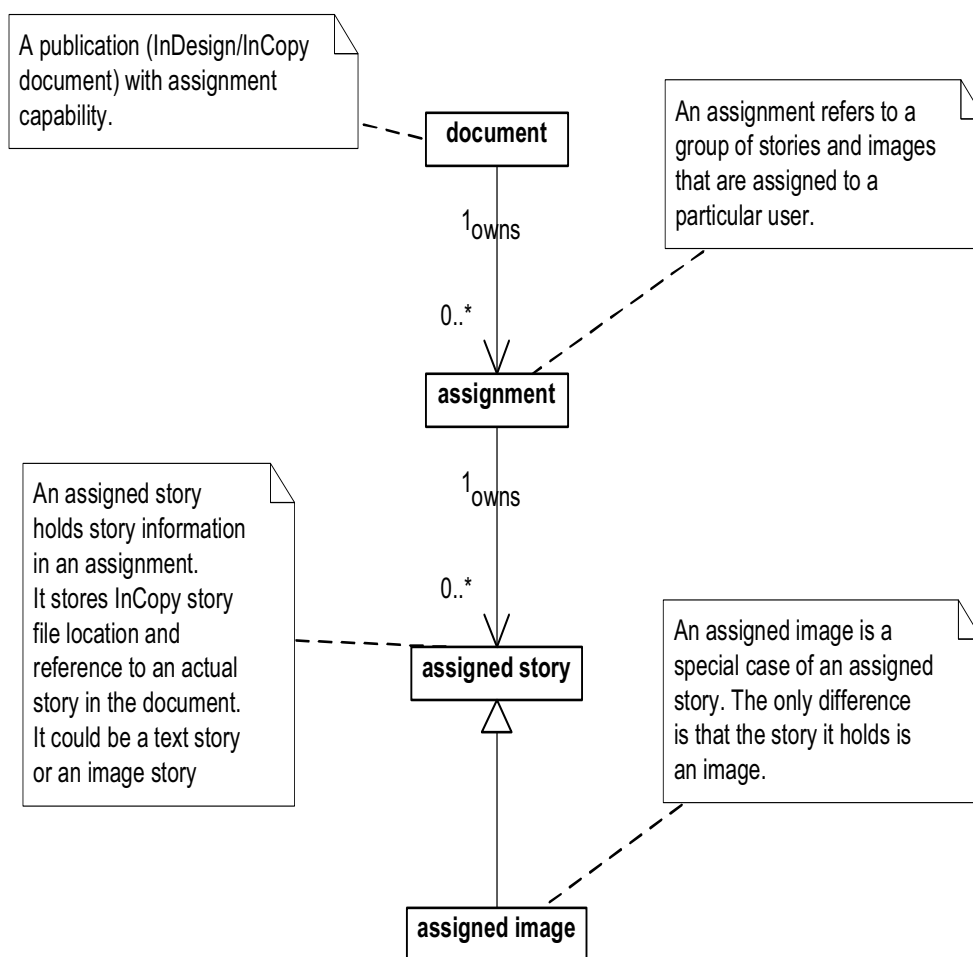 A publication (InDesign/InCopy
document) with assignment
capability.
document
An assignment refers to a
group of stories and images
that are assigned to a
particular user.
1
owns
0..*
assignment
1
owns
0..*
An assigned story
holds story information
in an assignment.
It stores InCopy story
file location and
reference to an actual
story in the document.
It could be a text story
or an image story
assigned story
An assigned image is a
special case of an assigned
story. The only difference
is that the story it holds is
an image.
assigned image